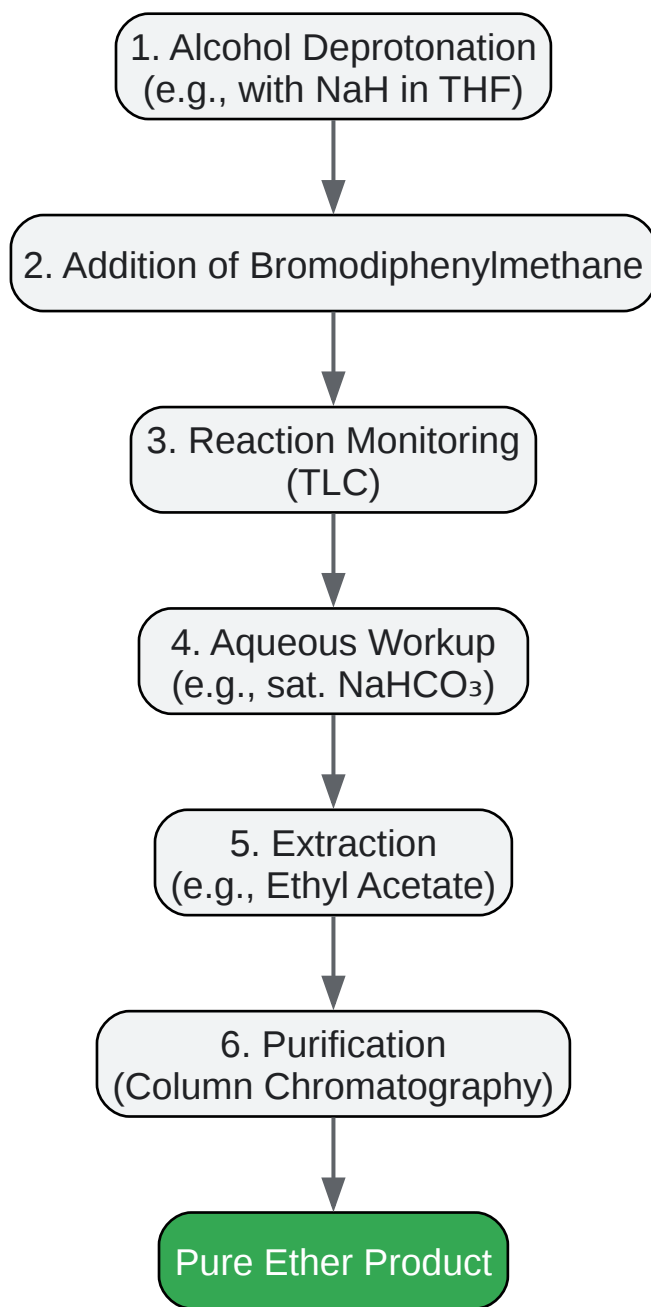 1. Alcohol Deprotonation
(e.g., with NaH in THF)
2. Addition of Bromodiphenylmethane
3. Reaction Monitoring
(TLC)
4. Aqueous Workup
(e.g., sat. NaHCO₃)
5. Extraction
(e.g., Ethyl Acetate)
6. Purification
(Column Chromatography)
Pure Ether Product